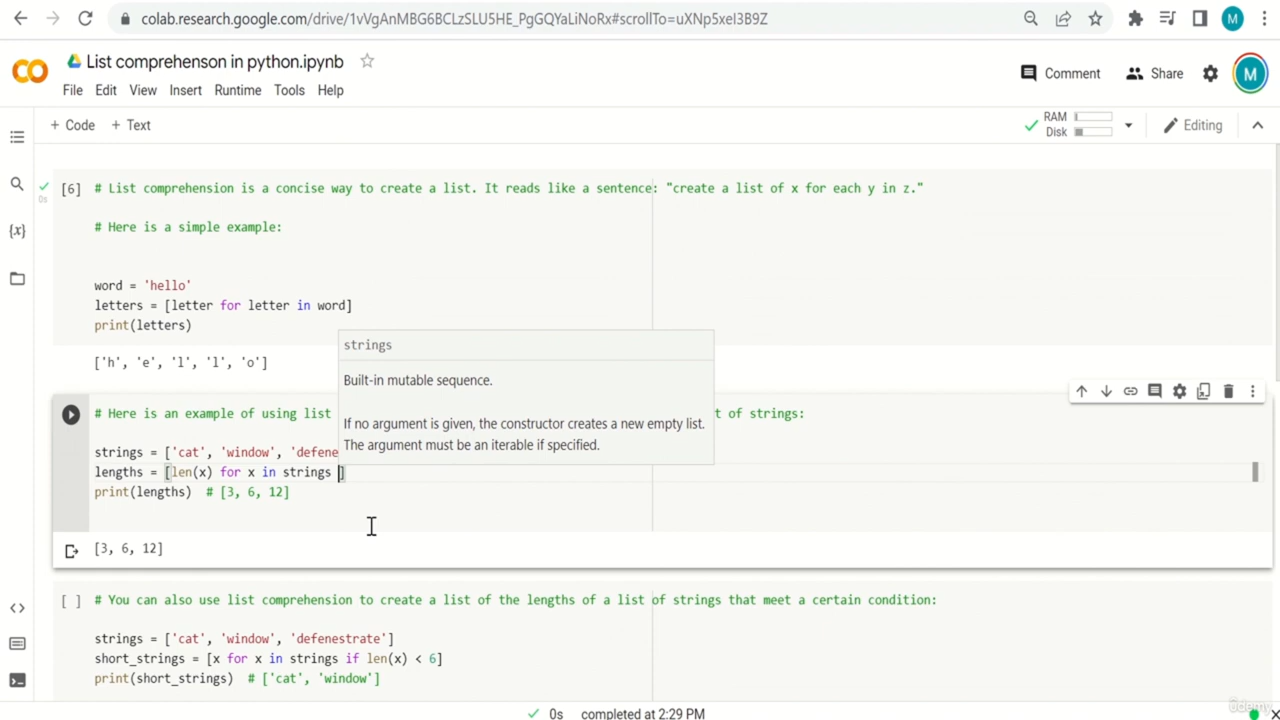 colab.research.google.com/drive/1vVgAnMBG6BCLzSLU5HE_PgGQYaLiNoRx#scrollTo=uXNp5xeI3B9Z
M
List comprehenson in python.ipynb
Comment
Share
M
File Edit View Insert Runtime Tools Help
+ Code + Text
RAM
Disk
Editing
[6] # List comprehension is a concise way to create a list. It reads like a sentence: "create a list of x for each y in z."
0s
# Here is a simple example:
{x}
word = 'hello'
letters = [letter for letter in word]
print(letters)
['h', 'e', 'l', 'l', 'o']
strings
Built-in mutable sequence.
If no argument is given, the constructor creates a new empty list.
The argument must be an iterable if specified.
# Here is an example of using list t of strings:
strings = ['cat', 'window', 'defene
lengths = [len(x) for x in strings ]
print(lengths) # [3, 6, 12]
[3, 6, 12]
[ ] # You can also use list comprehension to create a list of the lengths of a list of strings that meet a certain condition:
strings = ['cat', 'window', 'defenestrate']
short_strings = [x for x in strings if len(x) < 6]
print(short_strings) # ['cat', 'window']
0s completed at 2:29 PM
ûdemy